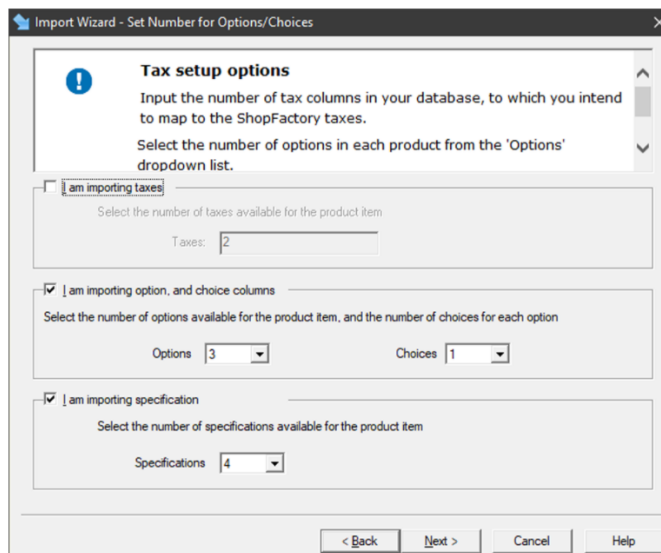 Import Wizard - Set Number for Options/Choices
Tax setup options
Input the number of tax columns in your database, to which you intend
to map to the ShopFactory taxes.
Select the number of options in each product from the 'Options'
dropdown list.
I am importing taxes
Select the number of taxes available for the product item
Taxes: 2
I am importing option, and choice columns
Select the number of options available for the product item, and the number of choices for each option
Options 3 Choices 1
I am importing specification
Select the number of specifications available for the product item
Specifications 4
< Back Next > Cancel Help